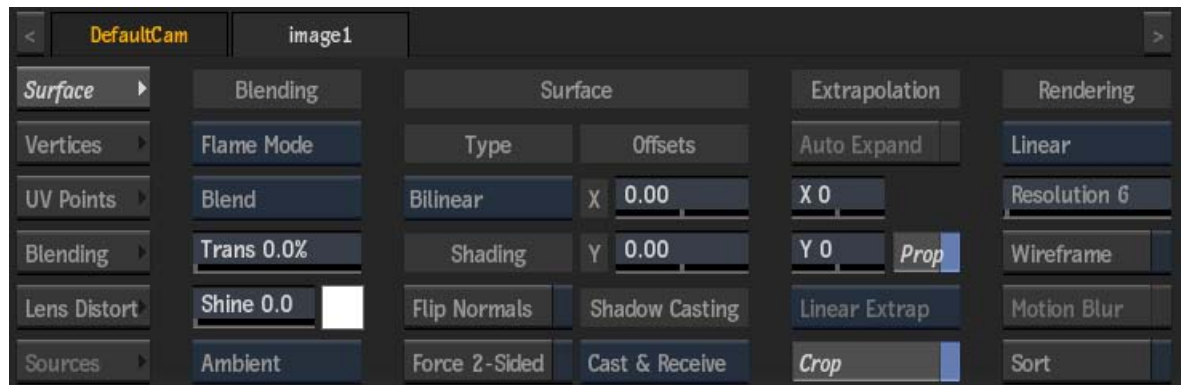 < DefaultCam image1 >
Surface Blending Surface Extrapolation Rendering
Vertices Flame Mode Type Offsets Auto Expand Linear
UV Points Blend Bilinear X 0.00 X 0 Resolution 6
Blending Trans 0.0% Shading Y 0.00 Y 0 Prop Wireframe
Lens Distort Shine 0.0 Flip Normals Shadow Casting Linear Extrap Motion Blur
Sources Ambient Force 2-Sided Cast & Receive Crop Sort